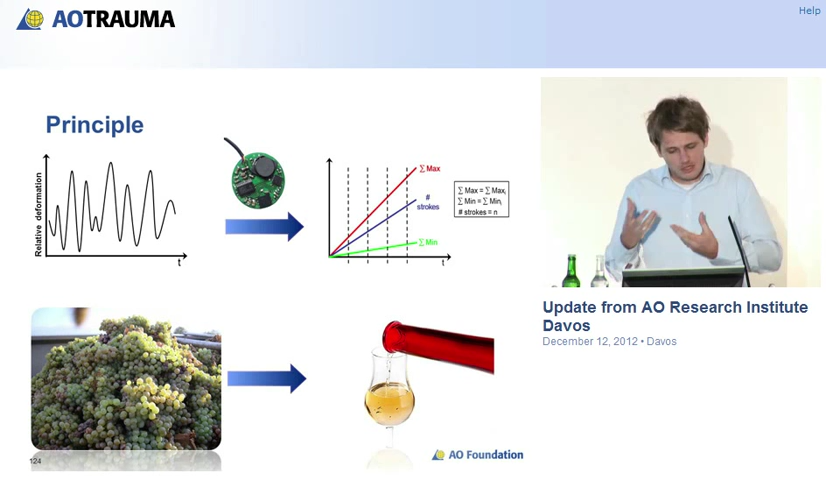 AOTRAUMA
Help
Principle
Relative deformation
t
∑ Max
#
strokes
∑ Min
t
∑ Max = ∑ Maxᵢ
∑ Min = ∑ Minᵢ
# strokes = n
Update from AO Research Institute
Davos
December 12, 2012 • Davos
124
AO Foundation